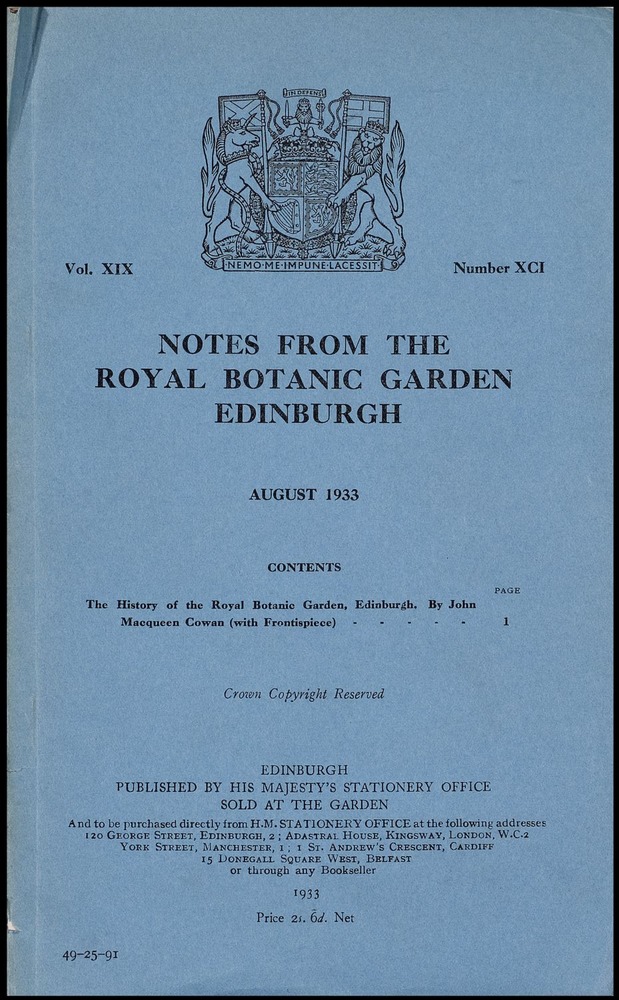 IN DEFENS
NEMO·ME·IMPUNE·LACESSIT
Vol. XIX
Number XCI
NOTES FROM THE
ROYAL BOTANIC GARDEN
EDINBURGH
AUGUST 1933
CONTENTS
PAGE
The History of the Royal Botanic Garden, Edinburgh. By John
Macqueen Cowan (with Frontispiece) - - - - - 1
Crown Copyright Reserved
EDINBURGH
PUBLISHED BY HIS MAJESTY'S STATIONERY OFFICE
SOLD AT THE GARDEN
And to be purchased directly from H.M. STATIONERY OFFICE at the following addresses
120 GEORGE STREET, EDINBURGH, 2 ; ADASTRAL HOUSE, KINGSWAY, LONDON, W.C.2
YORK STREET, MANCHESTER, 1 ; 1 ST. ANDREW'S CRESCENT, CARDIFF
15 DONEGALL SQUARE WEST, BELFAST
or through any Bookseller
1933
Price 2s. 6d. Net
49-25-91